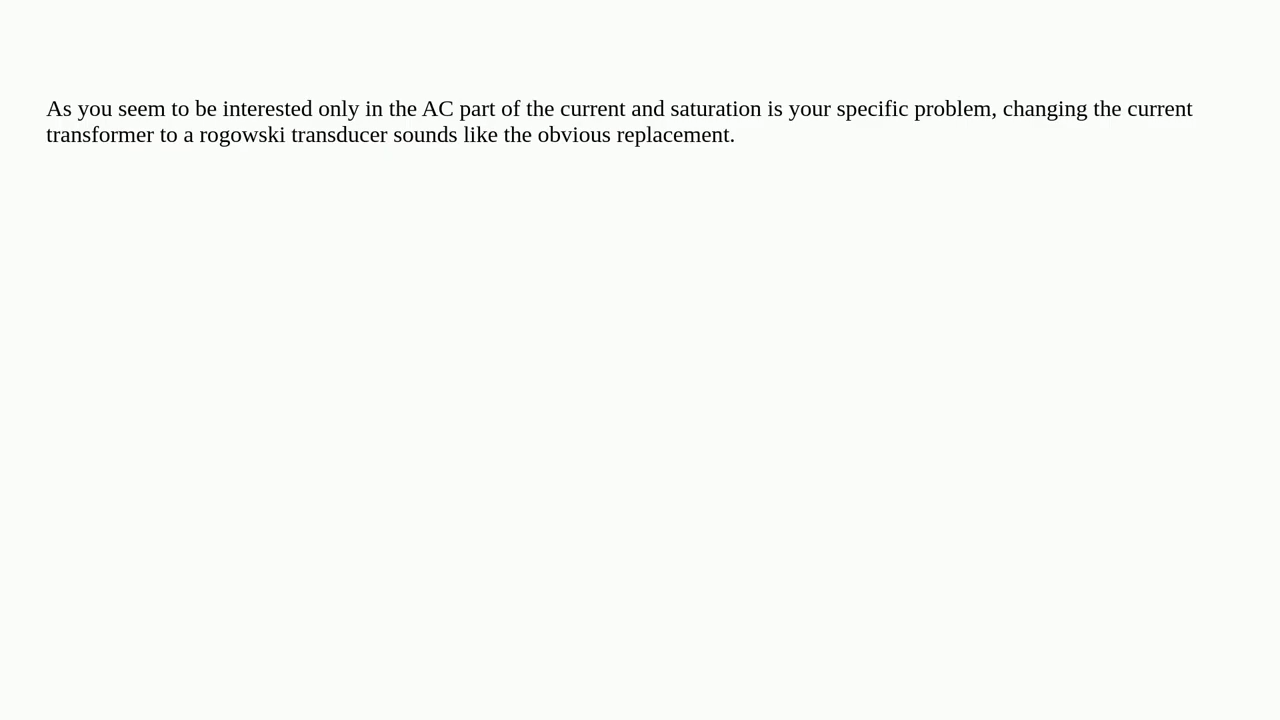 As you seem to be interested only in the AC part of the current and saturation is your specific problem, changing the current
transformer to a rogowski transducer sounds like the obvious replacement.